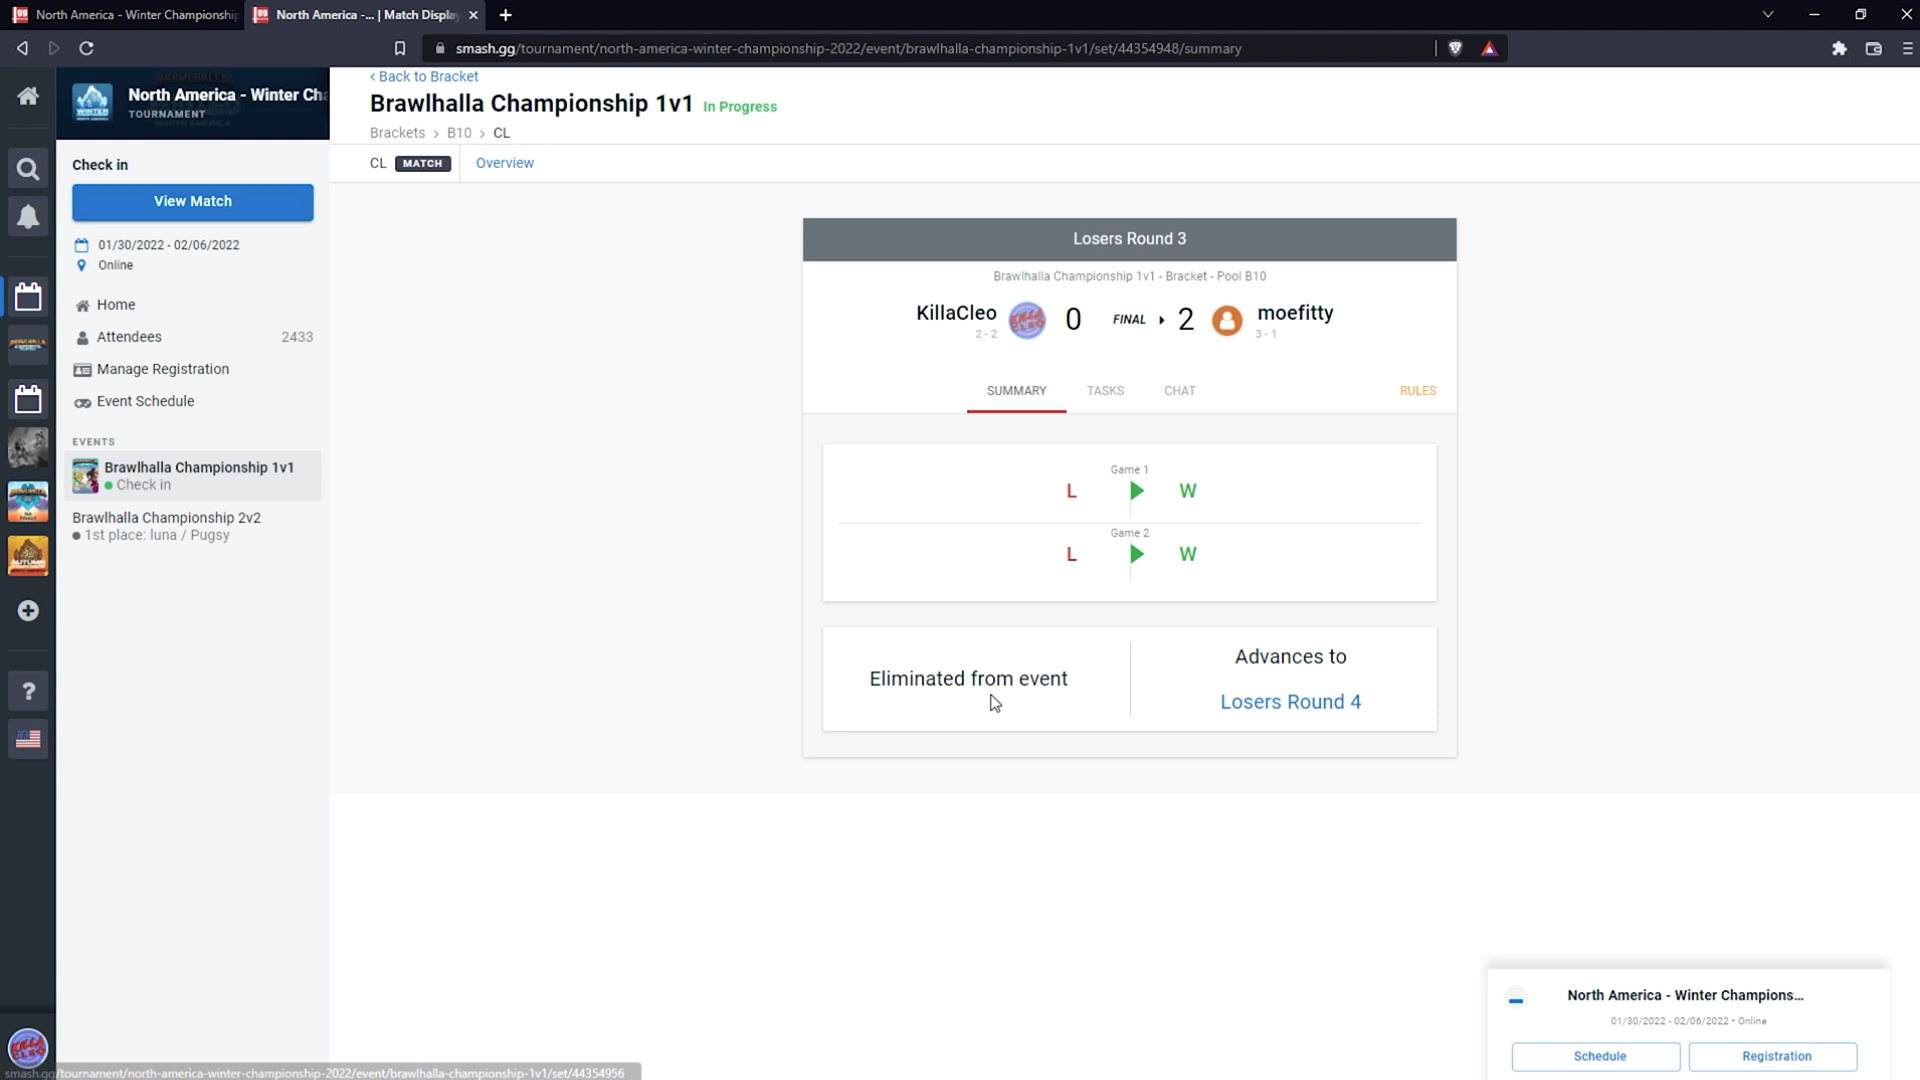 North America - Winter Championship
North America -... | Match Displa
smash.gg/tournament/north-america-winter-championship-2022/event/brawlhalla-championship-1v1/set/44354948/summary
North America - Winter Cha
TOURNAMENT
Check in
View Match
01/30/2022 - 02/06/2022
Online
Home
Attendees 2433
Manage Registration
Event Schedule
EVENTS
Brawlhalla Championship 1v1
Check in
Brawlhalla Championship 2v2
1st place: luna / Pugsy
‹ Back to Bracket
Brawlhalla Championship 1v1 In Progress
Brackets > B10 > CL
CL MATCH Overview
Losers Round 3
Brawlhalla Championship 1v1 - Bracket - Pool B10
KillaCleo 0 FINAL 2 moefitty
2 - 2 3 - 1
SUMMARY TASKS CHAT RULES
Game 1
L W
Game 2
L W
Eliminated from event
Advances to
Losers Round 4
North America - Winter Champions...
01/30/2022 - 02/06/2022 • Online
Schedule Registration
KILLA
CLEO
smash.gg/tournament/north-america-winter-championship-2022/event/brawlhalla-championship-1v1/set/44354956